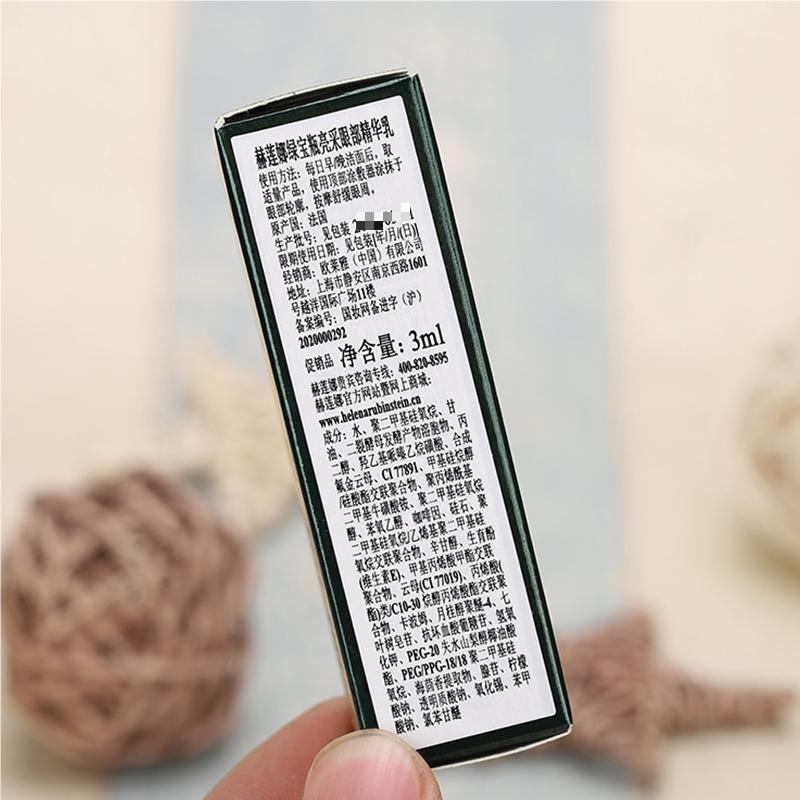 赫莲娜绿宝瓶亮采眼部精华乳
使用方法：每日早/晚洁面后，取
适量产品，使用顶部涂敷器涂抹于
眼部轮廓，按摩舒缓眼周。
原产国：法国
生产批号：见包装
限期使用日期：见包装[年/月/(日)]
经销商：欧莱雅（中国）有限公司
地址：上海市静安区南京西路1601
号越洋国际广场11楼
备案编号：国妆网备进字（沪）
2020000292
促销品 净含量：3ml
赫莲娜贵宾咨询专线：400-820-8595
赫莲娜官方网站暨网上商城：
www.helenarubinstein.cn
成分：水、聚二甲基硅氧烷、甘
油、二裂酵母发酵产物溶胞物、丙
二醇、羟乙基哌嗪乙烷磺酸、合成
氟金云母、CI 77891、甲基硅烷醇
/硅酸酯交联聚合物、聚丙烯酰基
二甲基牛磺酸铵、聚二甲基硅氧烷
醇、苯氧乙醇、咖啡因、硅石、聚
二甲基硅氧烷/乙烯基聚二甲基硅
氧烷交联聚合物、辛甘醇、生育酚
(维生素E)、甲基丙烯酸甲酯交联
聚合物、云母(CI 77019)、丙烯酸(
酯)类/C10-30 烷醇丙烯酸酯交联聚
合物、卡波姆、月桂醇聚醚-4、七
叶树皂苷、抗坏血酸葡糖苷、氢氧
化钾、PEG-20 失水山梨醇椰油酸
酯、PEG/PPG-18/18 聚二甲基硅
氧烷、海茴香提取物、腺苷、柠檬
酸钠、透明质酸钠、氧化锡、苯甲
酸钠、氯苯甘醚